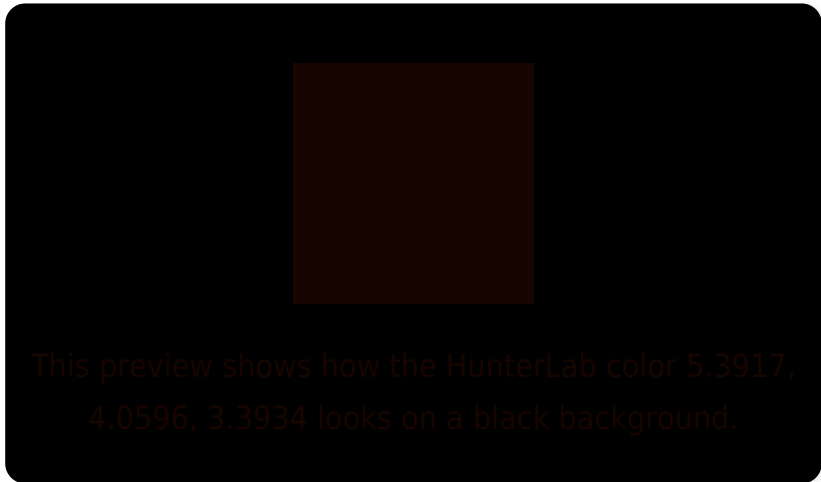 This preview shows how the HunterLab color 5.3917,
4.0596, 3.3934 looks on a black background.